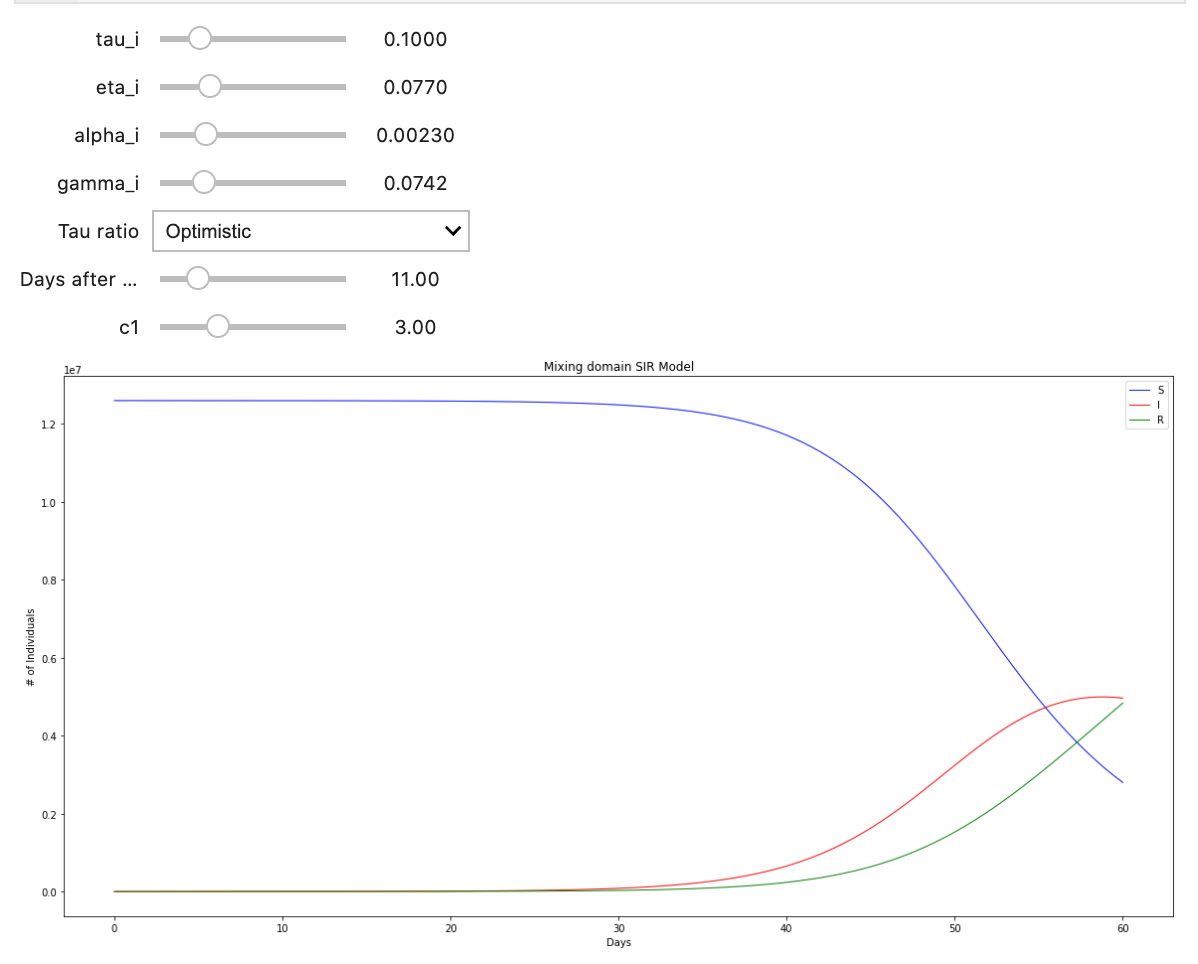 tau_i 0.1000
eta_i 0.0770
alpha_i 0.00230
gamma_i 0.0742
Tau ratio Optimistic
Days after ... 11.00
c1 3.00
Mixing domain SIR Model
1e7
S
I
R
1.2
1.0
0.8
0.6
0.4
0.2
0.0
# of Individuals
0 10 20 30 40 50 60
Days